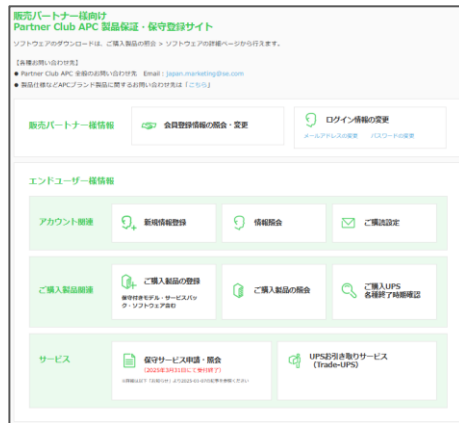 販売パートナー様向け
Partner Club APC 製品保証・保守登録サイト
ソフトウェアのダウンロードは、ご購入製品の照会 > ソフトウェアの詳細ページから行えます。
【各種お問い合わせ先】
● Partner Club APC 全般のお問い合わせ先 Email : japan.marketing@se.com
● 製品仕様などAPCブランド製品に関するお問い合わせ先は「こちら」
販売パートナー様情報
会員登録情報の照会・変更
ログイン情報の変更
メールアドレスの変更 パスワードの変更
エンドユーザー様情報
アカウント関連
新規情報登録
情報照会
ご購読設定
ご購入製品関連
ご購入製品の登録
保守付きモデル・サービスパッ
ク・ソフトウェア含む
ご購入製品の照会
ご購入UPS
各種終了時期確認
サービス
保守サービス申請・照会
(2025年3月31日にて受付終了)
UPSお引き取りサービス
(Trade-UPS)